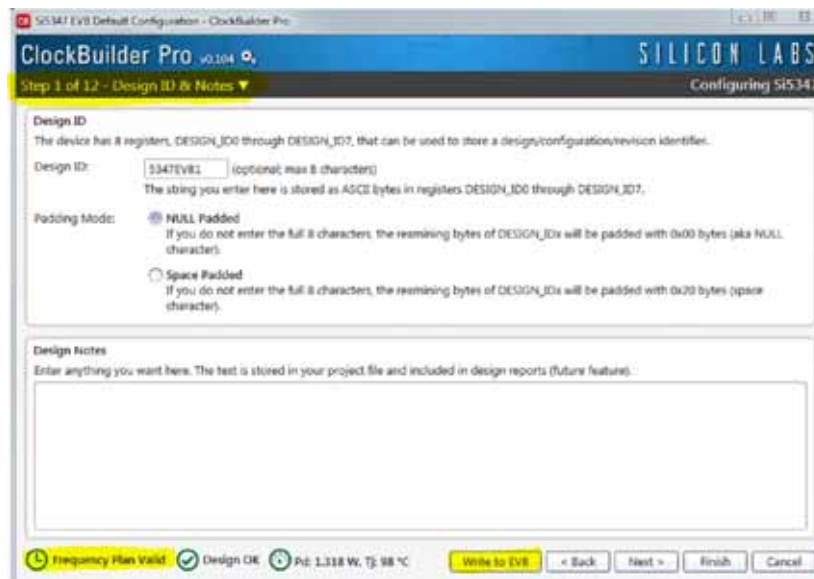 Si5347 EVB Default Configuration - ClockBuilder Pro
ClockBuilder Pro v0.104
SILICON LABS
Step 1 of 12 - Design ID & Notes ▼
Configuring Si534
Design ID
The device has 8 registers, DESIGN_ID0 through DESIGN_ID7, that can be used to store a design/configuration/revision identifier.
Design ID: 5347EVB1 (optional; max 8 characters)
The string you enter here is stored as ASCII bytes in registers DESIGN_ID0 through DESIGN_ID7.
Padding Mode: NULL Padded
If you do not enter the full 8 characters, the remaining bytes of DESIGN_IDx will be padded with 0x00 bytes (aka NULL
character).
Space Padded
If you do not enter the full 8 characters, the remaining bytes of DESIGN_IDx will be padded with 0x20 bytes (space
character).
Design Notes
Enter anything you want here. The text is stored in your project file and included in design reports (future feature).
Frequency Plan Valid Design OK Pd: 1.318 W, Tj: 98 °C Write to EVB < Back Next > Finish Cancel